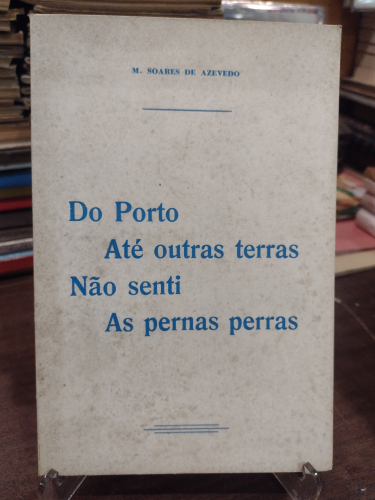 M. SOARES DE AZEVEDO
Do Porto
Até outras terras
Não senti
As pernas perras